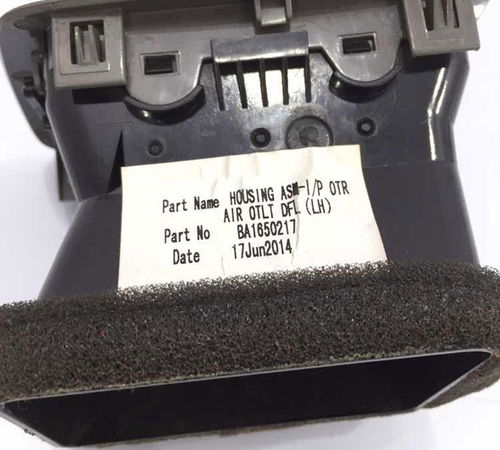 Part Name HOUSING ASM-I/P OTR
AIR OTLT DFL (LH)
Part No BA1650217
Date 17Jun2014